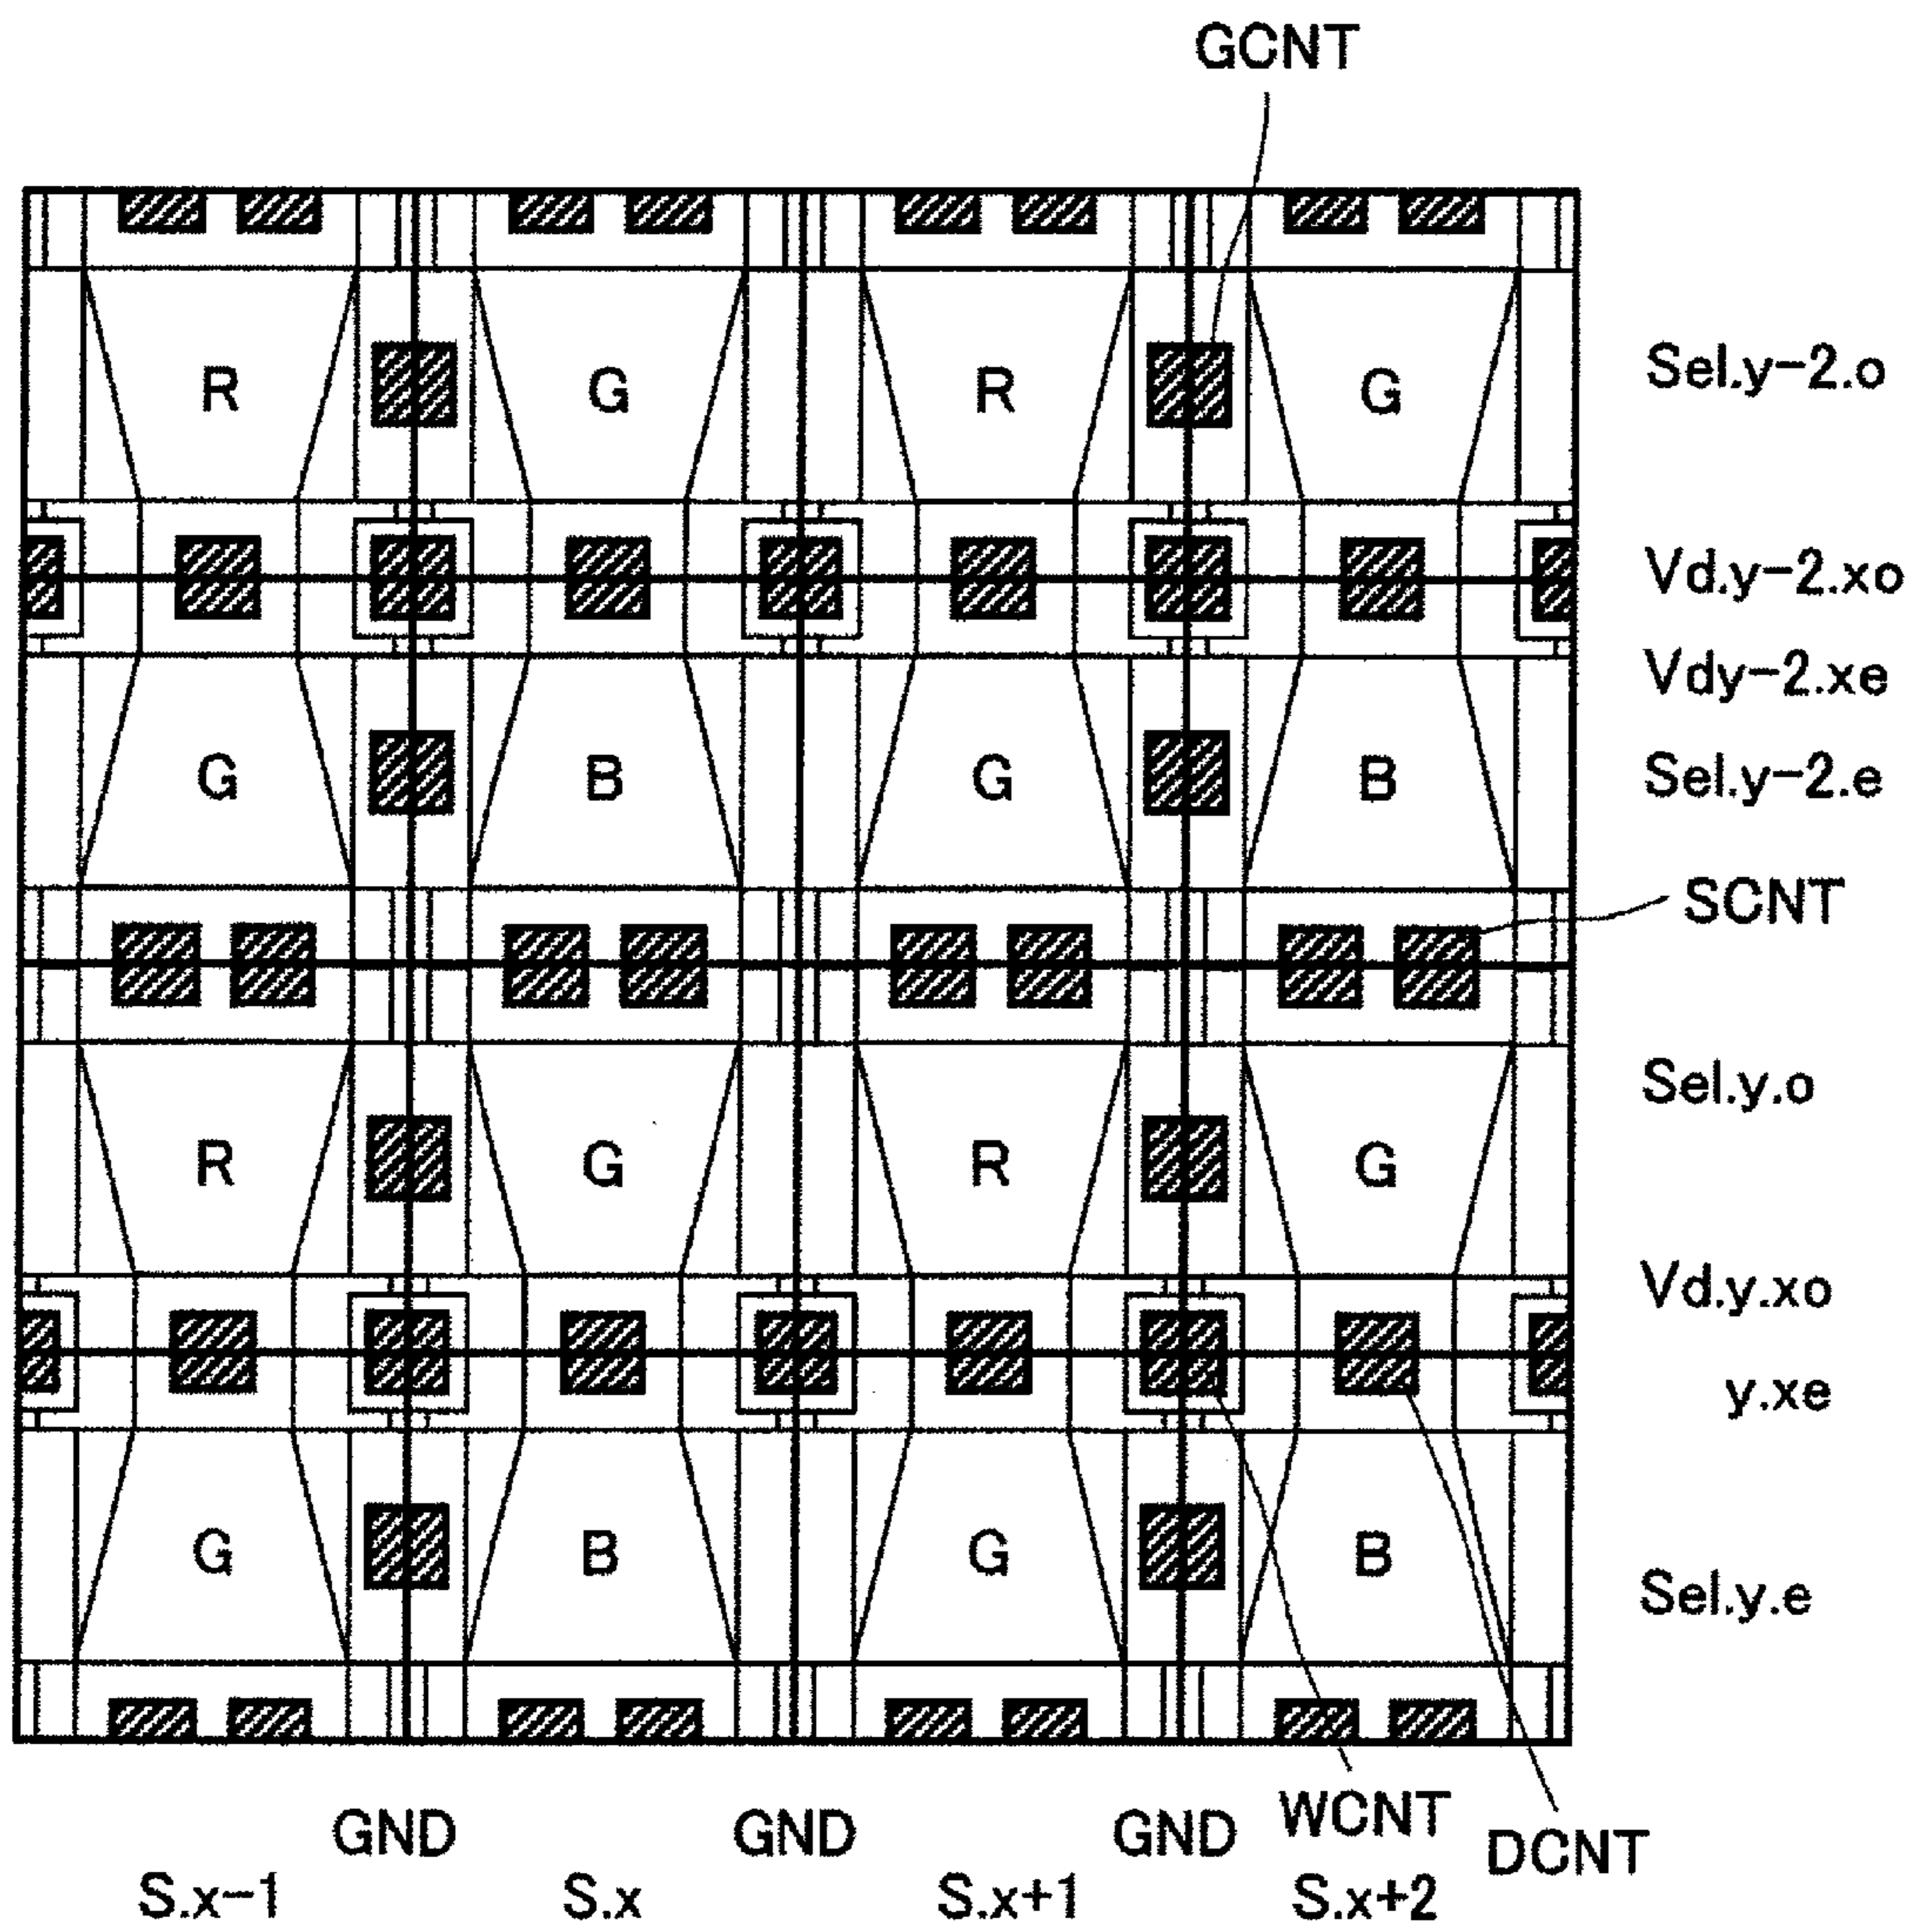 GCNT
R G R G Sel.y-2.o
Vd.y-2.xo
Vdy-2.xe
G B G B Sel.y-2.e
SCNT
Sel.y.o
R G R G
Vd.y.xo
y.xe
G B G B
Sel.y.e
GND GND GND WCNT
DCNT
S.x-1 S.x S.x+1 S.x+2